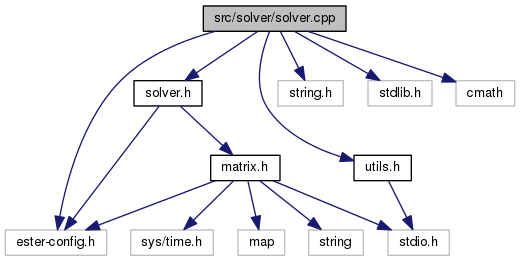 src/solver/solver.cpp
solver.h
string.h
stdlib.h
cmath
matrix.h
utils.h
ester-config.h
sys/time.h
map
string
stdio.h